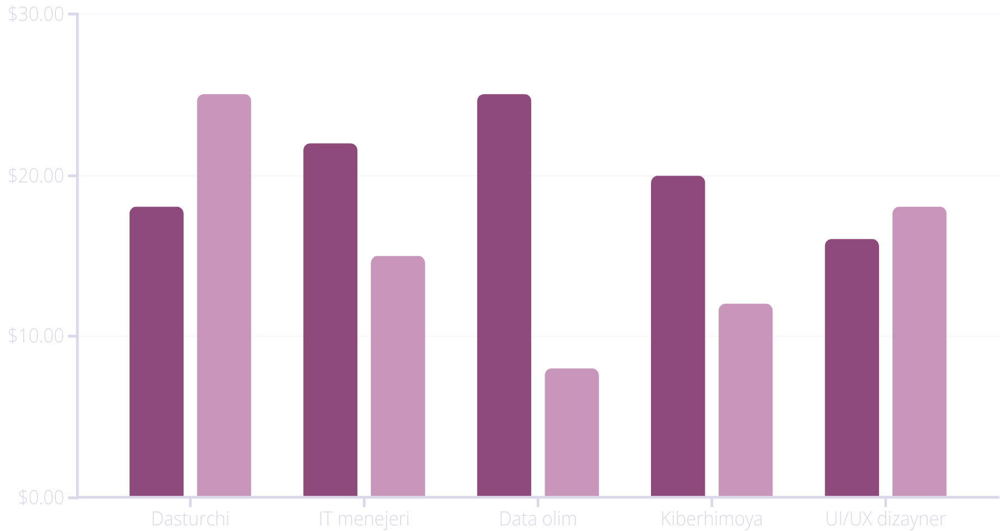 $30.00
$20.00
$10.00
$0.00
Dasturchi
IT menejeri
Data olim
Kiberhimoya
UI/UX dizayner